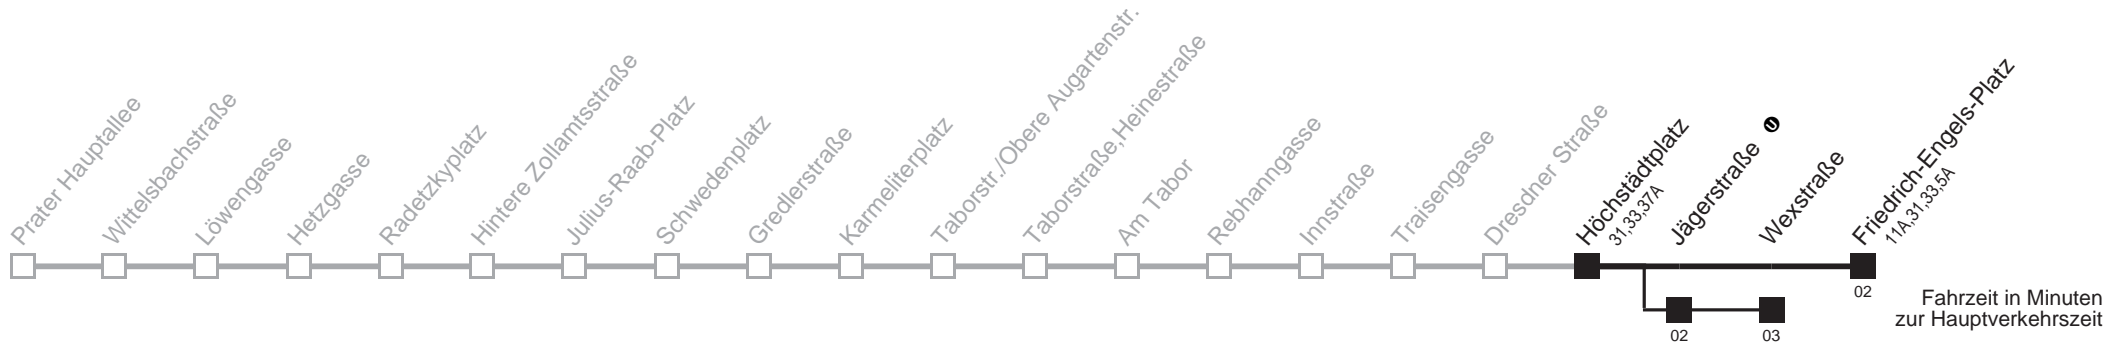 Prater Hauptallee
Wittelsbachstraße
Löwengasse
Hetzgasse
Radetzkyplatz
Hintere Zollamtsstraße
Julius-Raab-Platz
Schwedenplatz
Gredlerstraße
Karmeliterplatz
Taborstr./Obere Augartenstr.
Taborstraße,Heinestraße
Am Tabor
Rebhanngasse
Innstraße
Traisengasse
Dresdner Straße
Höchstädtplatz
31,33,37A
Jägerstraße U
Wexstraße
Friedrich-Engels-Platz
11A,31,33,5A
02
02
03
Fahrzeit in Minuten
zur Hauptverkehrszeit